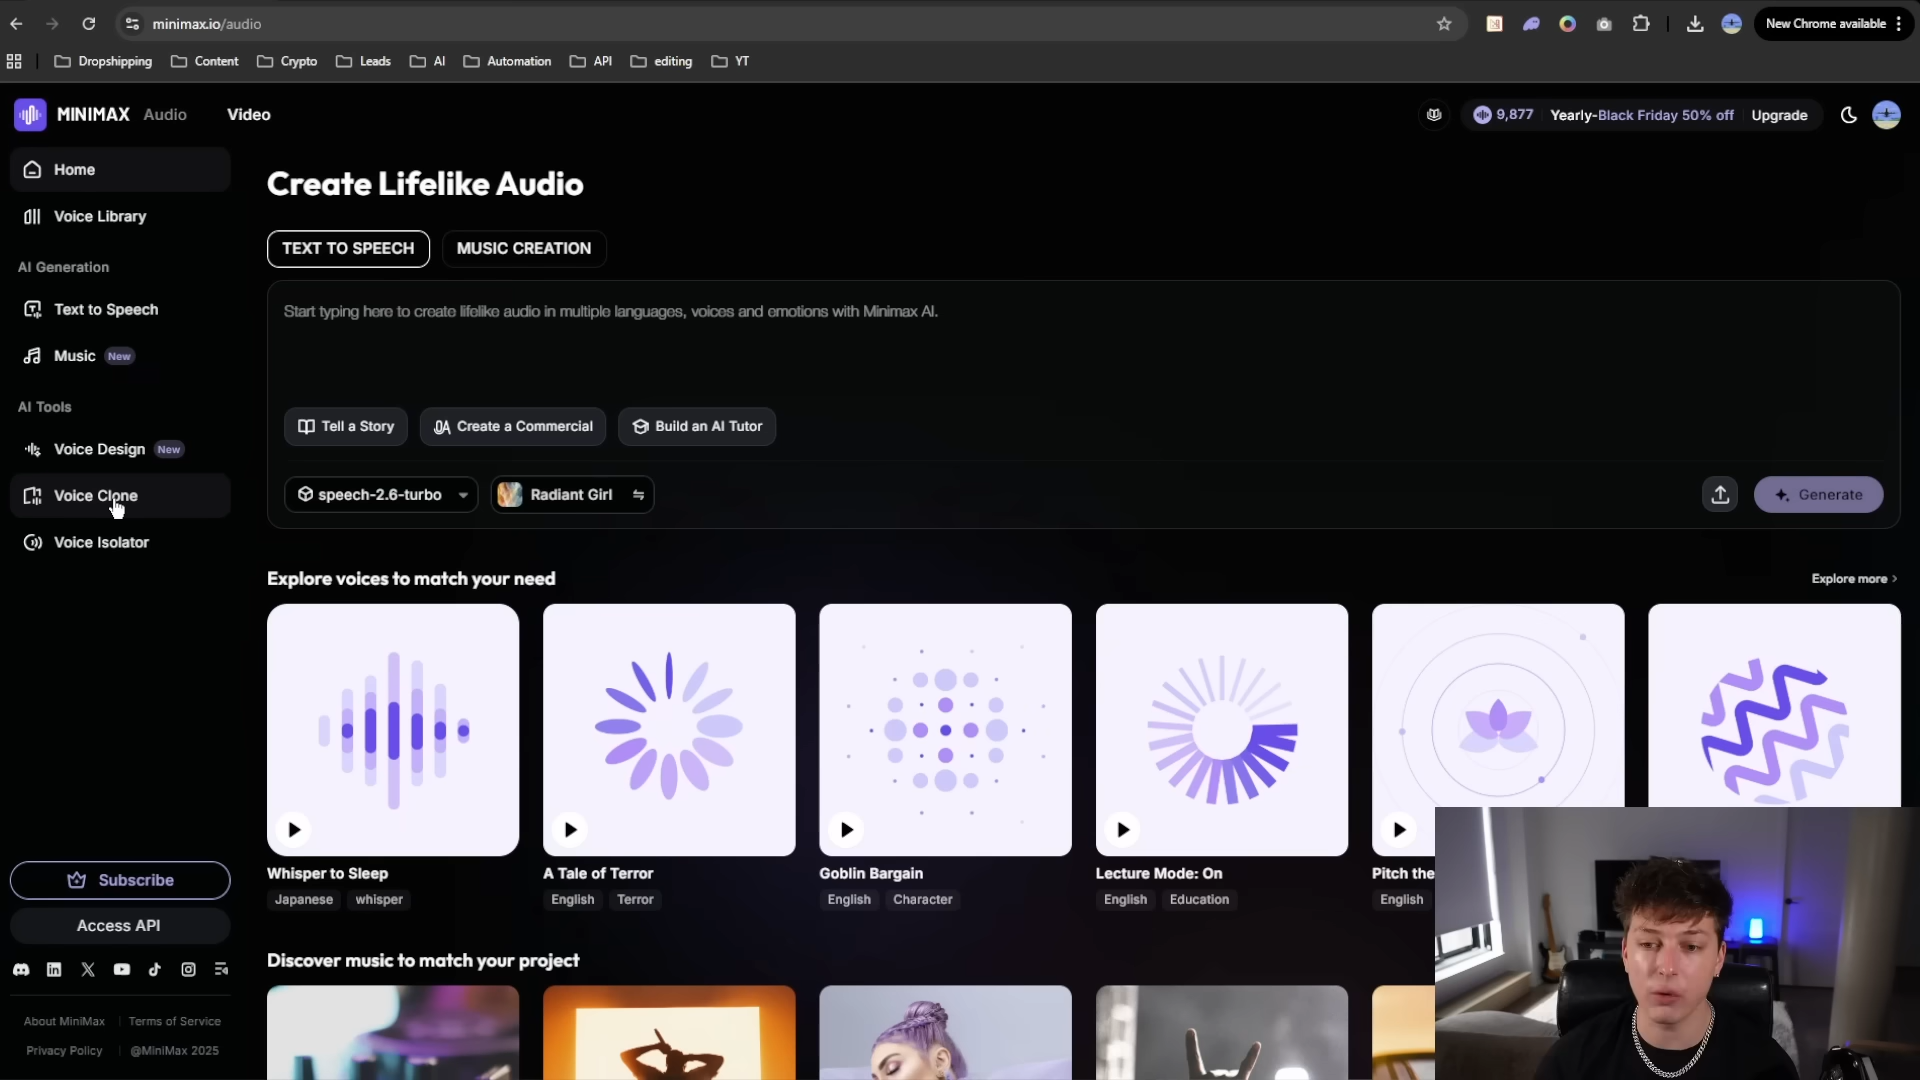 minimax.io/audio
New Chrome available
Dropshipping
Content
Crypto
Leads
AI
Automation
API
editing
YT
MINIMAX Audio
Video
9,877
Yearly-Black Friday 50% off
Upgrade
Home
Voice Library
AI Generation
Text to Speech
Music New
AI Tools
Voice Design New
Voice Clone
Voice Isolator
Create Lifelike Audio
TEXT TO SPEECH
MUSIC CREATION
Start typing here to create lifelike audio in multiple languages, voices and emotions with Minimax AI.
Tell a Story
Create a Commercial
Build an AI Tutor
speech-2.6-turbo
Radiant Girl
Generate
Explore voices to match your need
Explore more
Whisper to Sleep
Japanese whisper
A Tale of Terror
English Terror
Goblin Bargain
English Character
Lecture Mode: On
English Education
Pitch the
English
Discover music to match your project
Subscribe
Access API
About MiniMax
Terms of Service
Privacy Policy
@MiniMax 2025